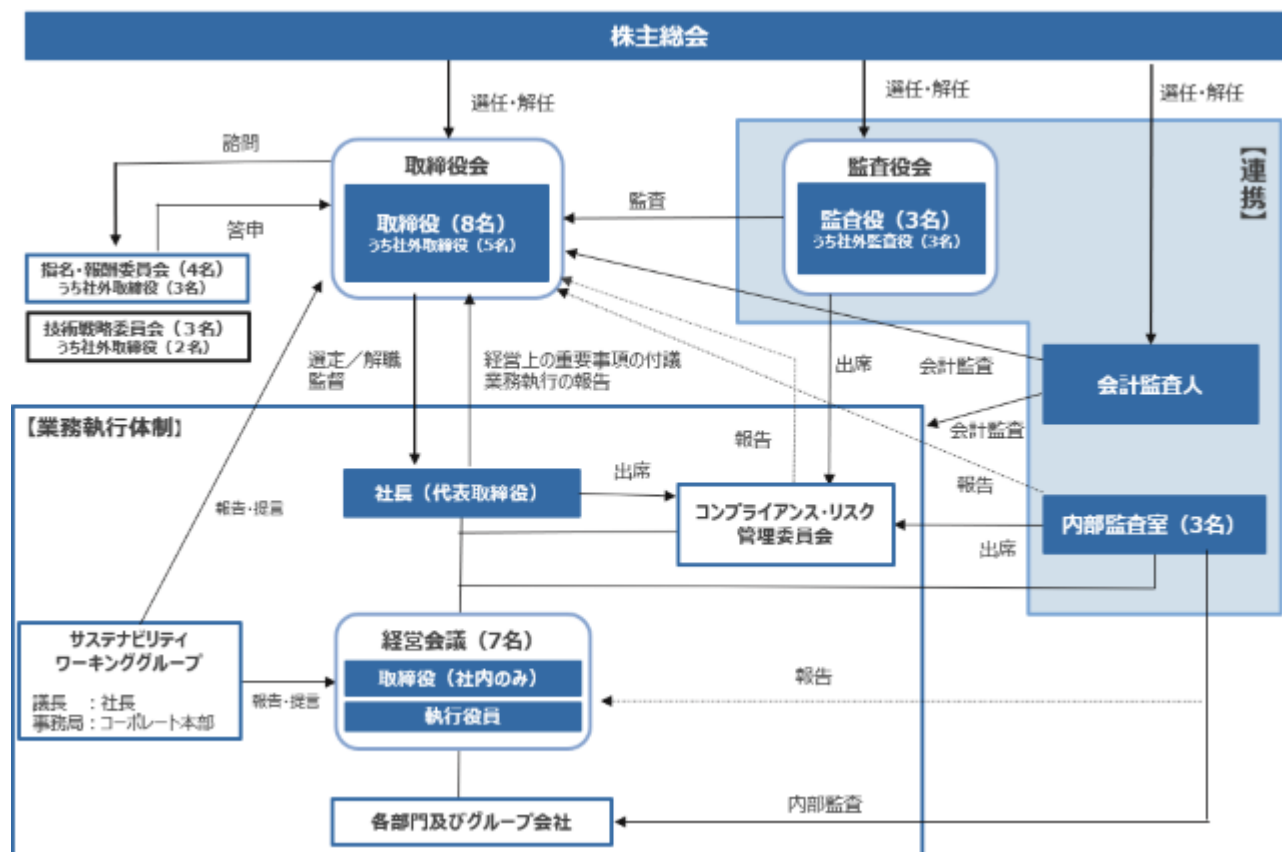 株主総会
選任・解任
選任・解任
選任・解任
諮問
取締役会
取締役（8名）
うち社外取締役（5名）
監査
監査役会
監査役（3名）
うち社外監査役（3名）
【連携】
答申
指名・報酬委員会（4名）
うち社外取締役（3名）
技術戦略委員会（３名）
うち社外取締役（２名）
選定／解職
監督
経営上の重要事項の付議
業務執行の報告
出席
会計監査
会計監査人
会計監査
【業務執行体制】
報告
報告
社長（代表取締役）
出席
コンプライアンス・リスク
管理委員会
出席
内部監査室（3名）
報告・提言
サステナビリティ
ワーキンググループ
議長　：社長
事務局：コーポレート本部
報告・提言
経営会議（7名）
取締役（社内のみ）
執行役員
報告
各部門及びグループ会社
内部監査